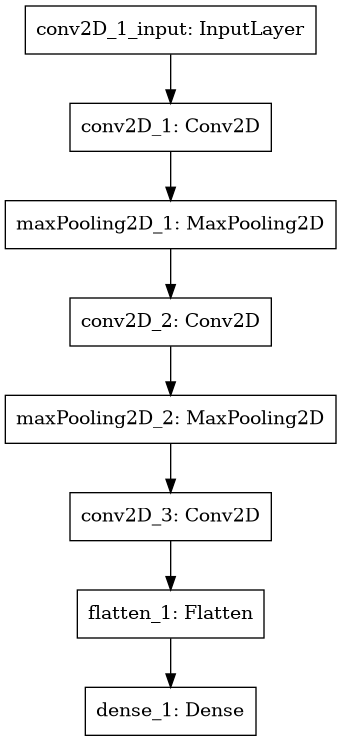 conv2D_1_input: InputLayer
conv2D_1: Conv2D
maxPooling2D_1: MaxPooling2D
conv2D_2: Conv2D
maxPooling2D_2: MaxPooling2D
conv2D_3: Conv2D
flatten_1: Flatten
dense_1: Dense